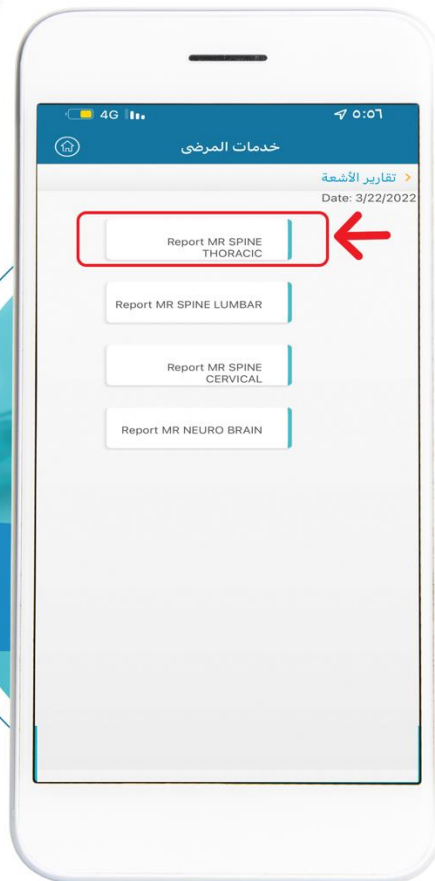 4G
٥:٥٦
خدمات المرضى
تقارير الأشعة
Date: 3/22/2022
Report MR SPINE
THORACIC
Report MR SPINE LUMBAR
Report MR SPINE
CERVICAL
Report MR NEURO BRAIN